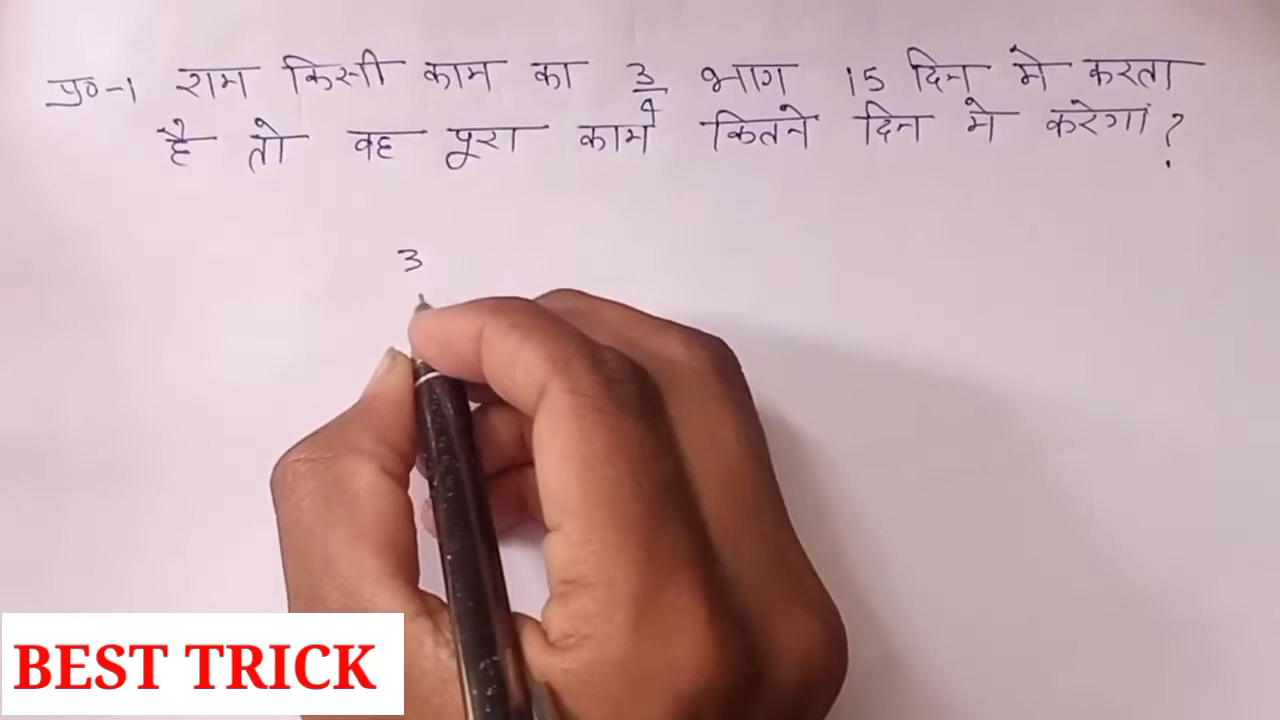 प्र०-1 राम किसी काम का 3/4 भाग 15 दिन मे करता
है तो वह पूरा काम कितने दिन मे करेगां ?
3
BEST TRICK